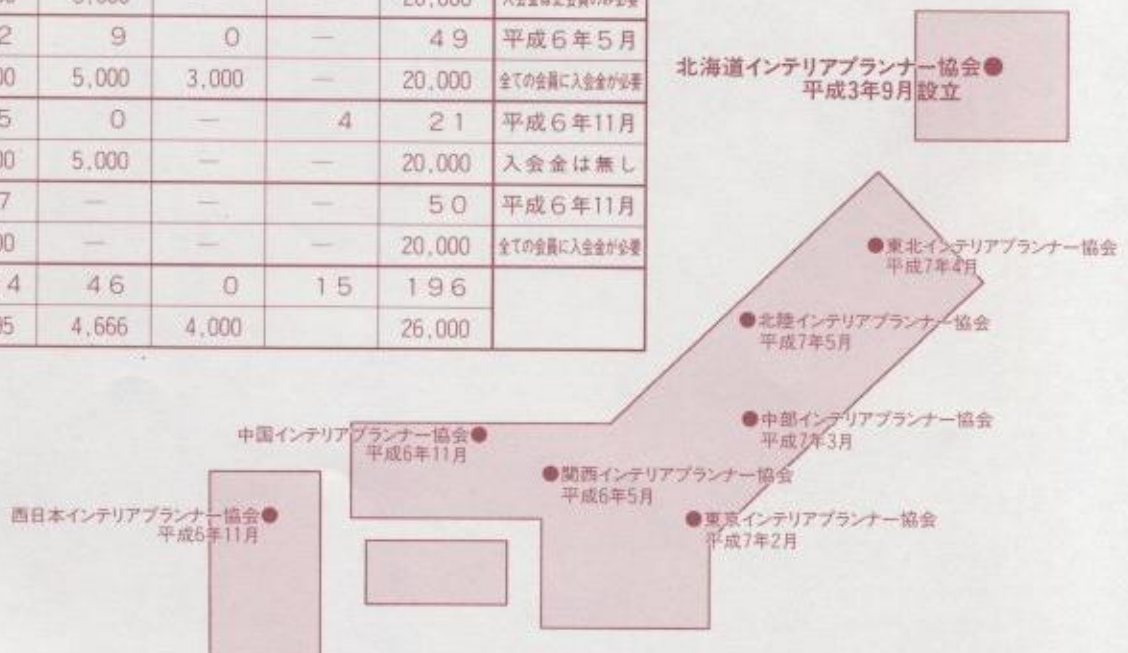 2 9 0 — 49 平成6年5月
00 5,000 3,000 — 20,000 全ての会員に入会金が必要
5 0 — 4 21 平成6年11月
00 5,000 — — 20,000 入会金は無し
7 — — — 50 平成6年11月
00 — — — 20,000 全ての会員に入会金が必要
4 46 0 15 196
95 4,666 4,000 26,000
北海道インテリアプランナー協会●
平成3年9月設立
●東北インテリアプランナー協会
平成7年4月
●北陸インテリアプランナー協会
平成7年5月
●中部インテリアプランナー協会
平成7年3月
中国インテリアプランナー協会●
平成6年11月
●関西インテリアプランナー協会
平成6年5月
西日本インテリアプランナー協会●
平成6年11月
●東京インテリアプランナー協会
平成7年2月